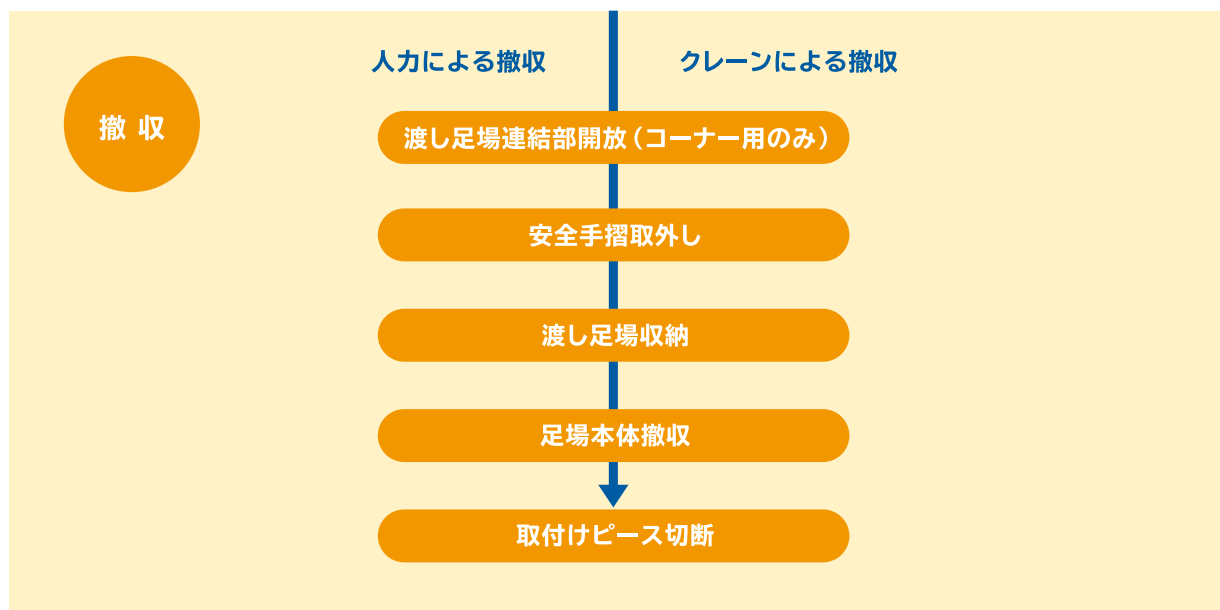 撤収
人力による撤収
クレーンによる撤収
渡し足場連結部開放（コーナー用のみ）
安全手摺取外し
渡し足場収納
足場本体撤収
取付けピース切断